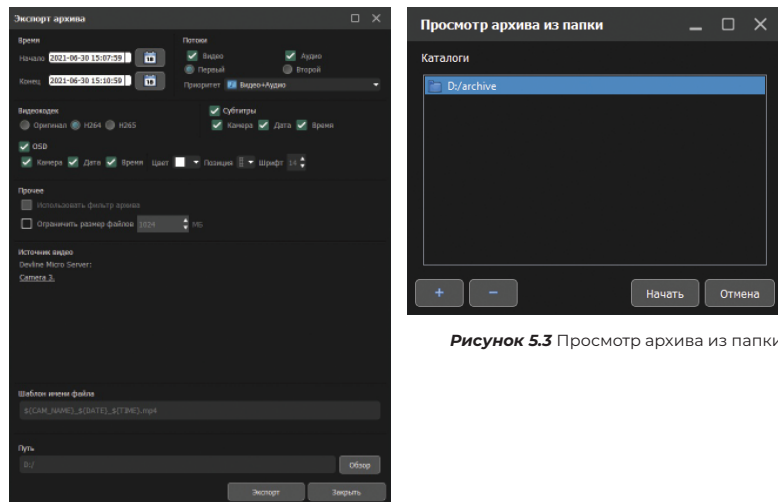 Экспорт архива
Время
Потоки
Начало 2021-06-30 15:07:59
Видео Аудио
Первый Второй
Конец 2021-06-30 15:10:59
Приоритет Видео+Аудио
Видеокодек
Оригинал H264 H265
Субтитры
Камера Дата Время
OSD
Камера Дата Время Цвет Позиция Шрифт 14
Прочее
Использовать фильтр архива
Ограничить размер файлов 1024 МБ
Источник видео
Devline Micro Server:
Camera 3.
Шаблон имени файла
$(CAM_NAME)_$(DATE)_$(TIME).mp4
Путь
D:/ Обзор
Экспорт Закрыть
Просмотр архива из папки
Каталоги
D:/archive
+ − Начать Отмена
Рисунок 5.3 Просмотр архива из папки